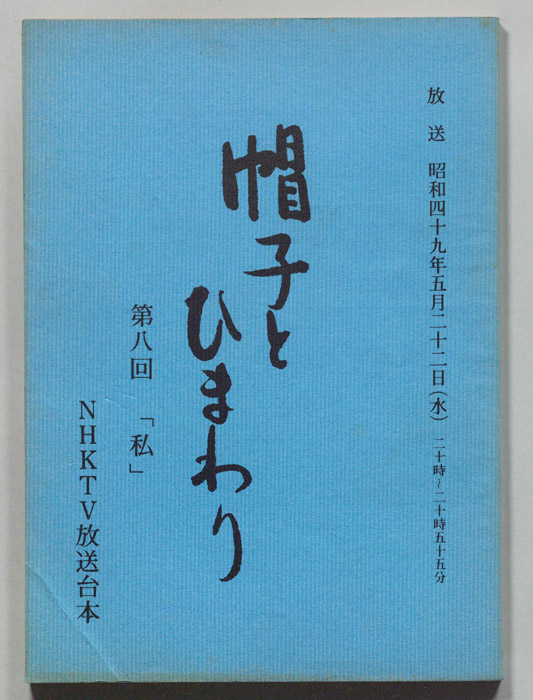 放送 昭和四十九年五月二十二日(水) 二十時~二十時五十五分
帽子とひまわり
第八回 「私」
NHKTV放送台本